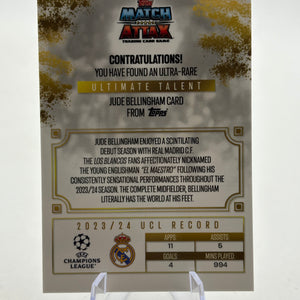 Topps
MATCH
ATTAX
TRADING CARD GAME
CONGRATULATIONS!
YOU HAVE FOUND AN ULTRA-RARE
ULTIMATE TALENT
JUDE BELLINGHAM CARD
FROM Topps
JUDE BELLINGHAM ENJOYED A SCINTILLATING
DEBUT SEASON WITH REAL MADRID C.F.
THE LOS BLANCOS FANS AFFECTIONATELY NICKNAMED
THE YOUNG ENGLISHMAN "EL MAESTRO" FOLLOWING HIS
CONSISTENTLY SENSATIONAL PERFORMANCES THROUGHOUT THE
2023/24 SEASON. THE COMPLETE MIDFIELDER, BELLINGHAM
LITERALLY HAS THE WORLD AT HIS FEET.
2023/24 UCL RECORD
APPS ASSISTS
11 5
GOALS MINS PLAYED
4 994
CHAMPIONS
LEAGUE